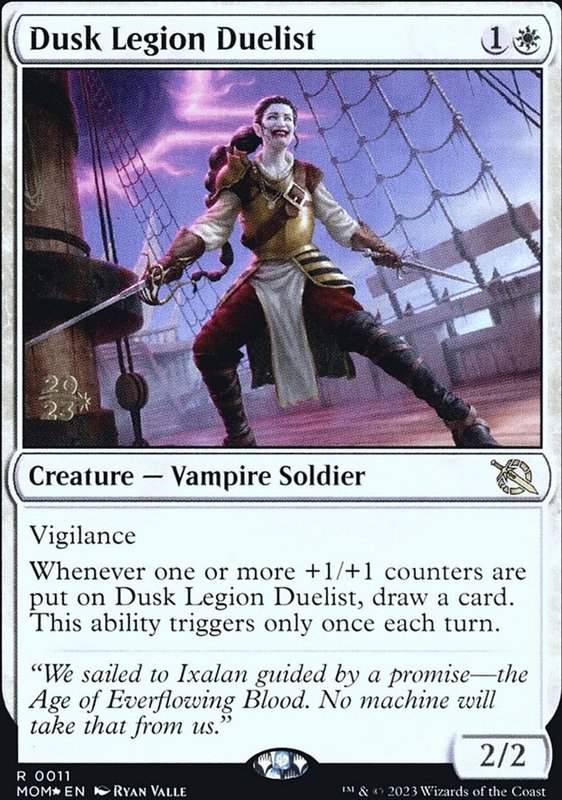 Dusk Legion Duelist 1
20
23
Creature — Vampire Soldier
Vigilance
Whenever one or more +1/+1 counters are
put on Dusk Legion Duelist, draw a card.
This ability triggers only once each turn.
“We sailed to Ixalan guided by a promise—the
Age of Everflowing Blood. No machine will
take that from us.”
2/2
R 0011
MOM★EN Ryan Valle ™ & © 2023 Wizards of the Coast